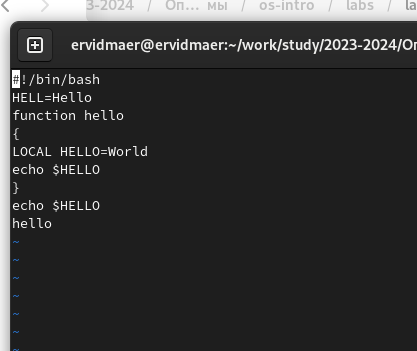 3-2024 / Оп... мы / os-intro / labs / la
ervidmaer@ervidmaer:~/work/study/2023-2024/Оп
#!/bin/bash
HELL=Hello
function hello
{
LOCAL HELLO=World
echo $HELLO
}
echo $HELLO
hello
~
~
~
~
~
~
~